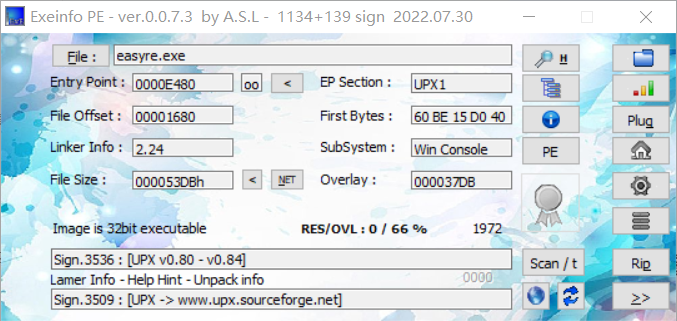 Exeinfo PE - ver.0.0.7.3 by A.S.L - 1134+139 sign 2022.07.30
File : easyre.exe H
Entry Point : 0000E480 oo < EP Section : UPX1
File Offset : 00001680 First Bytes : 60 BE 15 D0 40 Plug
Linker Info : 2.24 SubSystem : Win Console PE
File Size : 000053DBh < NET Overlay : 000037DB
Image is 32bit executable RES/OVL : 0 / 66 % 1972
Sign.3536 : [UPX v0.80 - v0.84] Scan / t Rip
Lamer Info - Help Hint - Unpack info 0000
Sign.3509 : [UPX -> www.upx.sourceforge.net] >>